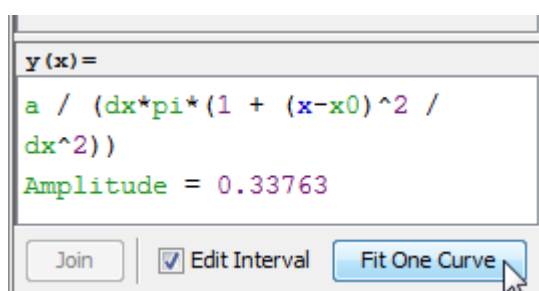 y(x)=
a / (dx*pi*(1 + (x-x0)^2 /
dx^2))
Amplitude = 0.33763
Join Edit Interval Fit One Curve